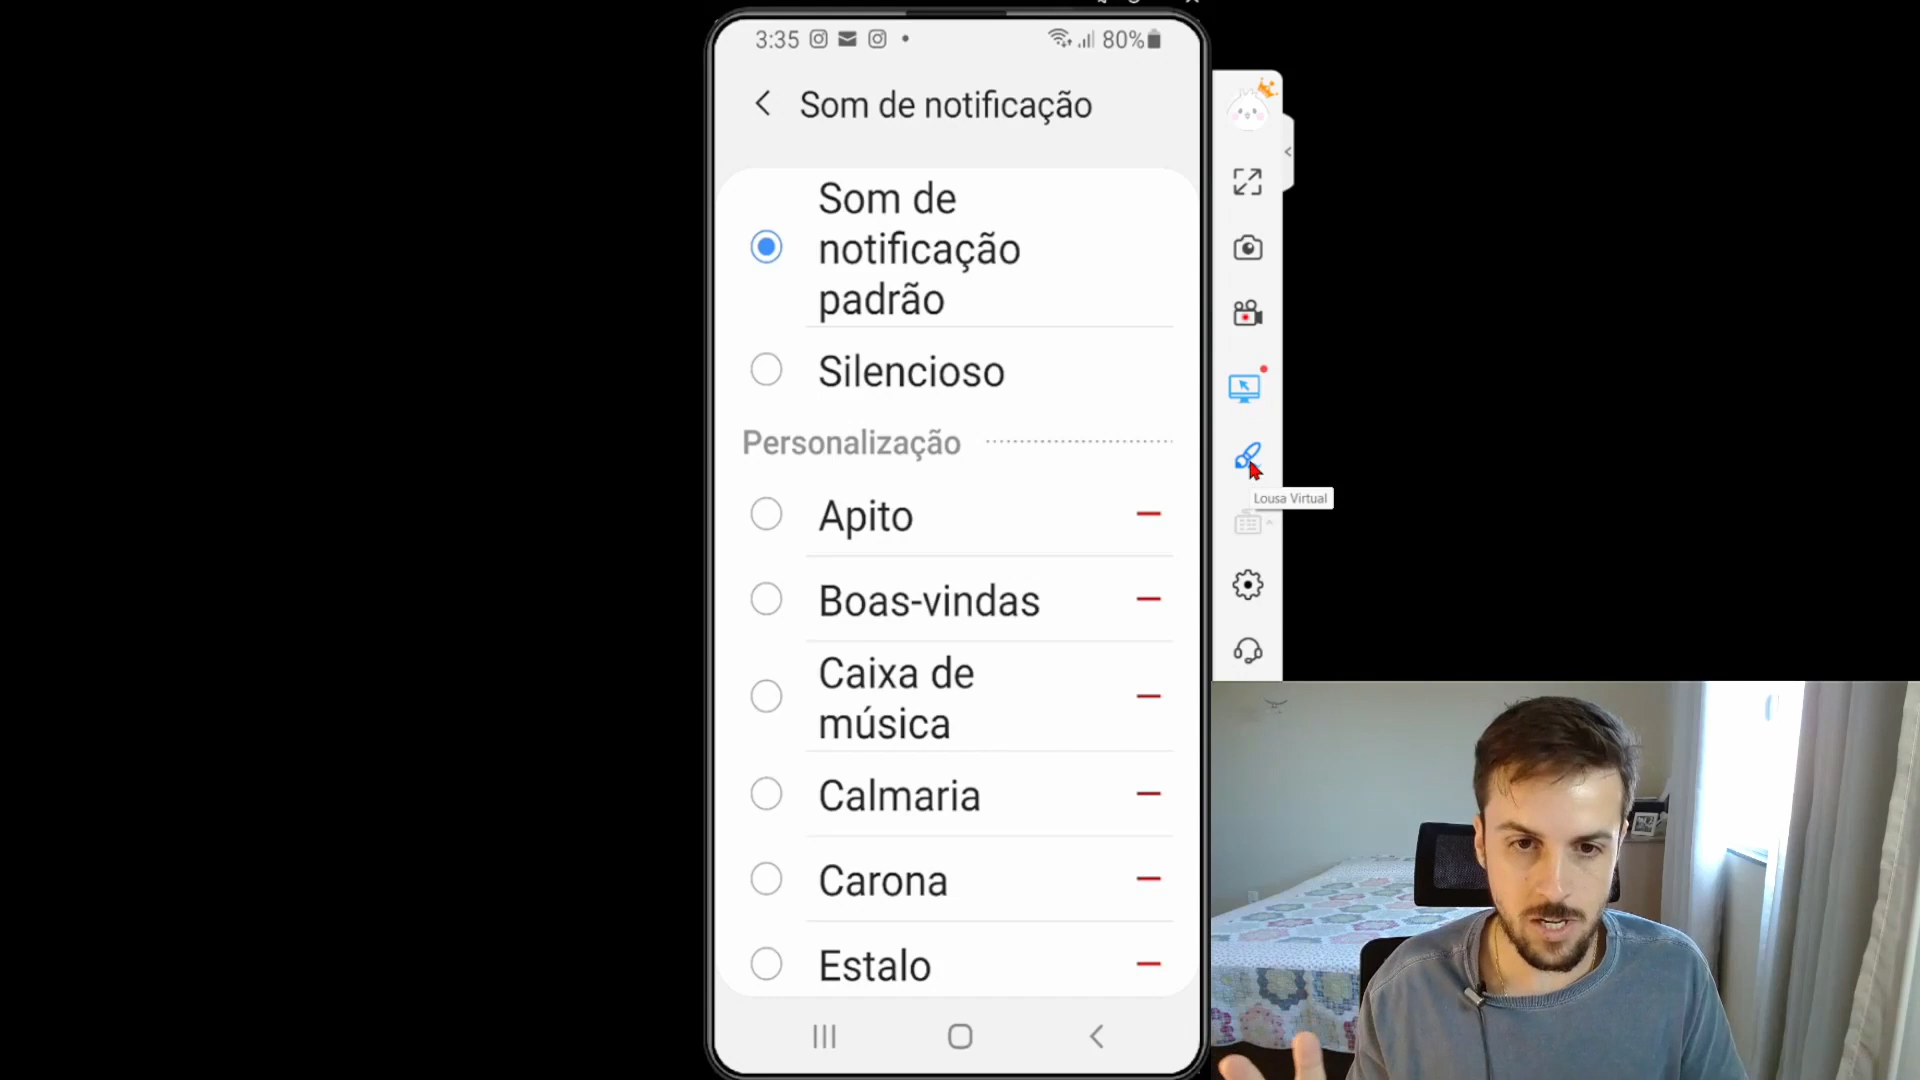 3:35
80%
Som de notificação
Som de
notificação
padrão
Silencioso
Personalização
Apito
Boas-vindas
Caixa de
música
Calmaria
Carona
Estalo
Lousa Virtual